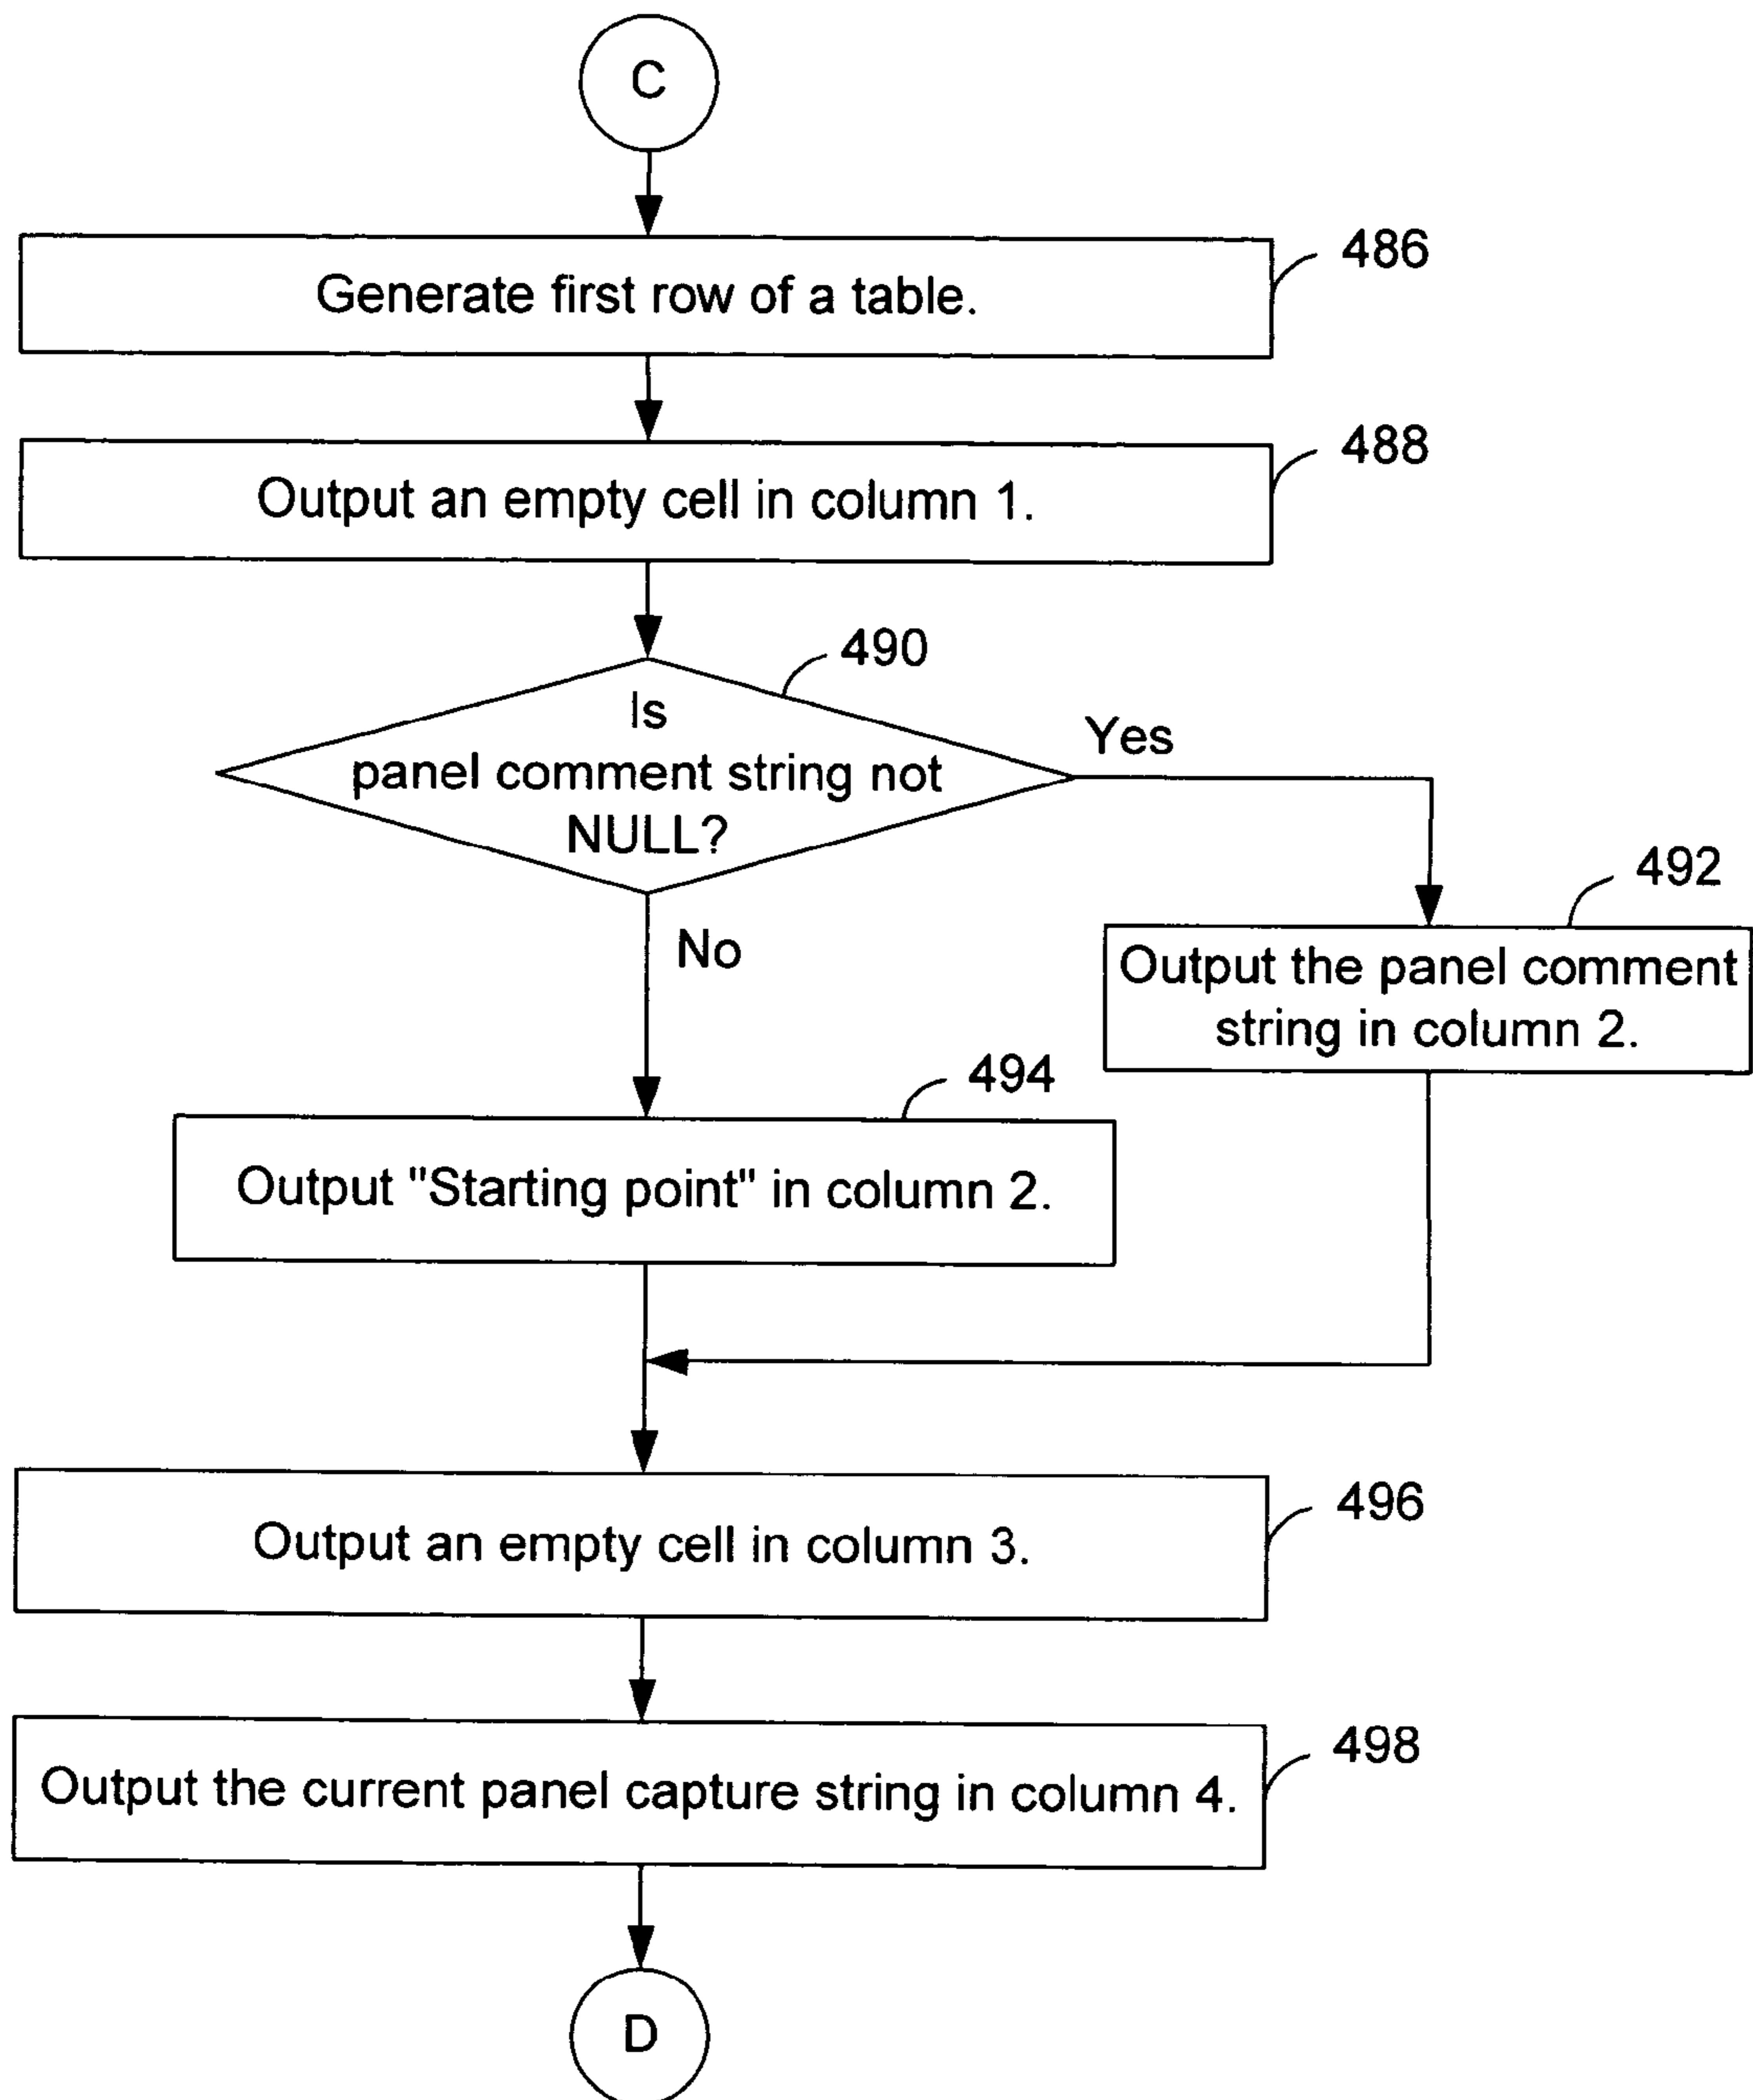 C
486
Generate first row of a table.
488
Output an empty cell in column 1.
490
Is
panel comment string not
NULL?
Yes
No
492
Output the panel comment
string in column 2.
494
Output "Starting point" in column 2.
496
Output an empty cell in column 3.
498
Output the current panel capture string in column 4.
D